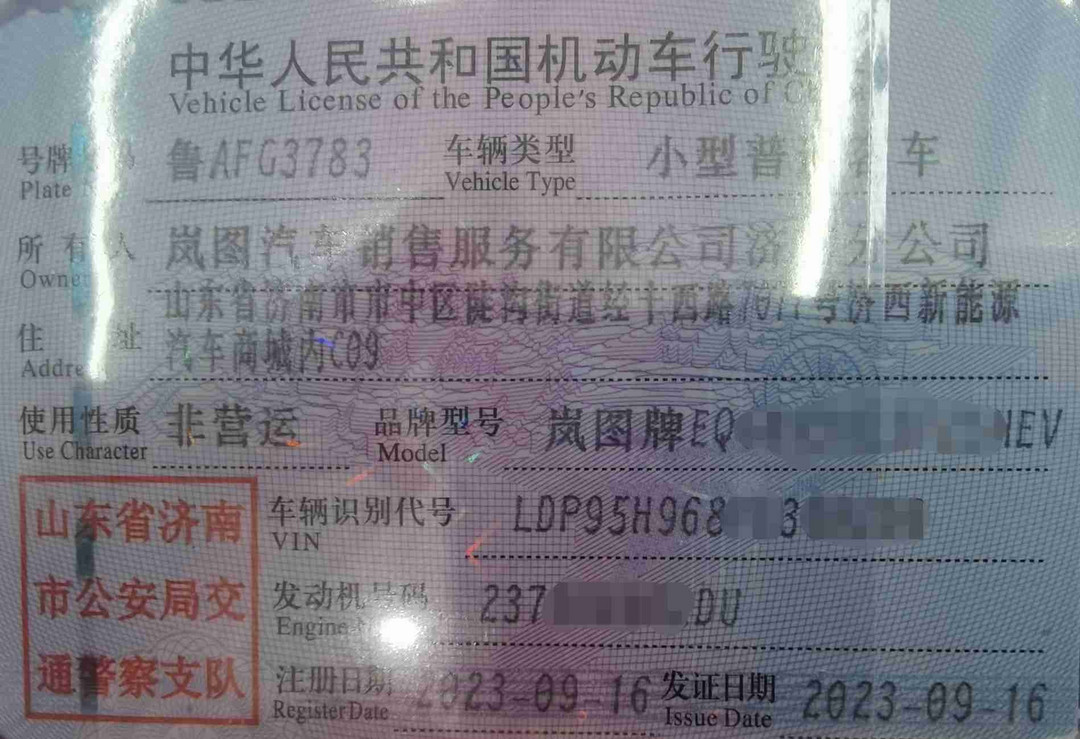 中华人民共和国机动车行驶
Vehicle License of the People's Republic of
号牌 鲁AFG3783 车辆类型 小型普 车
Plate Vehicle Type
所有人 岚图汽车销售服务有限公司济 分公司
Owner
山东省济南市市中区陡沟街道经十西路 号济西新能源
住址 汽车商城内C09
使用性质 非营运 品牌型号 岚图牌EQ HEV
Use Character Model
山东省济南 车辆识别代号 LDP95H968 3
VIN
市公安局交 发动机号码 237 DU
Engine
通警察支队 注册日期 2023-09-16 发证日期 2023-09-16
Register Date Issue Date